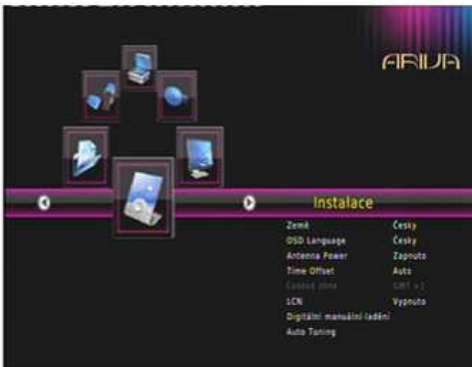 ARIVA
Instalace
Země Česky
OSD Language Česky
Antenna Power Zapnuto
Time Offset Auto
Časové zóna GMT +1
LCN Vypnuto
Digitální manuální ladění
Auto Tuning